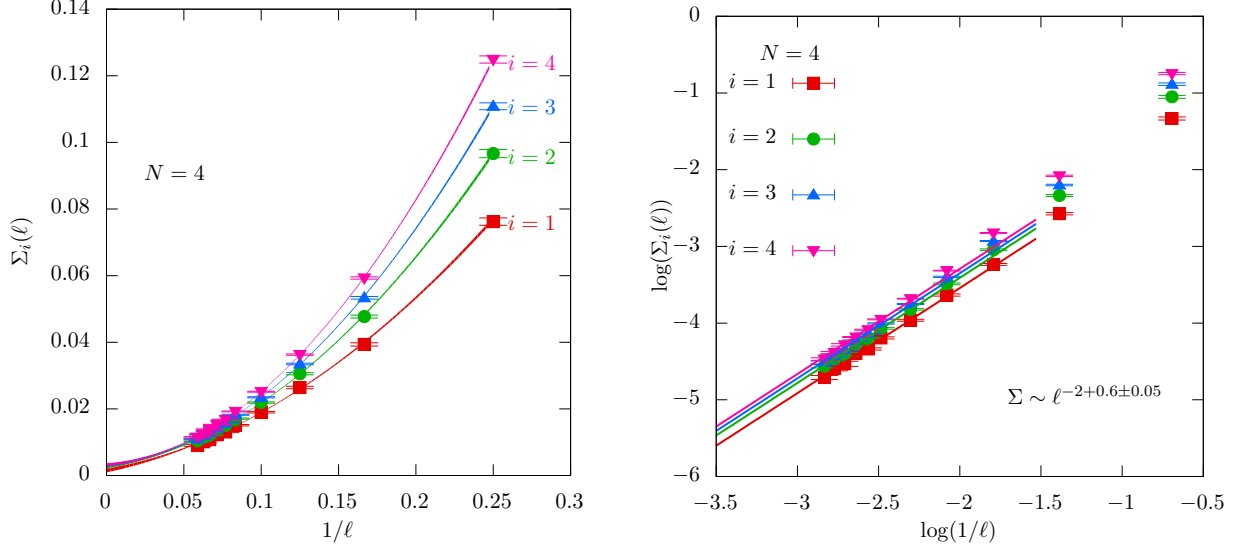 0.14
0.12
0.1
0.08
0.06
0.04
0.02
0
0
0.05
0.1
0.15
0.2
0.25
0.3
Σᵢ(ℓ)
1/ℓ
N = 4
i = 4
i = 3
i = 2
i = 1
0
−1
−2
−3
−4
−5
−6
−3.5
−3
−2.5
−2
−1.5
−1
−0.5
log(Σᵢ(ℓ))
log(1/ℓ)
N = 4
i = 1
i = 2
i = 3
i = 4
Σ ∼ ℓ^{−2+0.6±0.05}